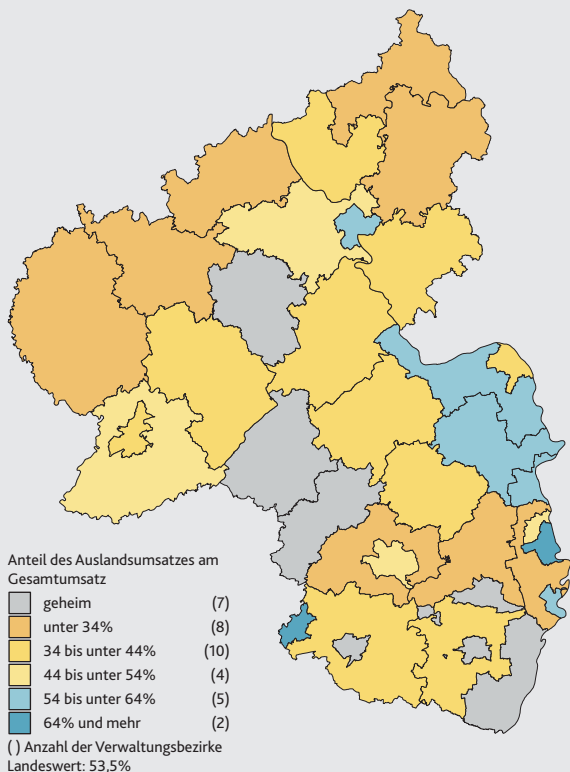 Anteil des Auslandsumsatzes am
Gesamtumsatz
geheim (7)
unter 34% (8)
34 bis unter 44% (10)
44 bis unter 54% (4)
54 bis unter 64% (5)
64% und mehr (2)
( ) Anzahl der Verwaltungsbezirke
Landeswert: 53,5%